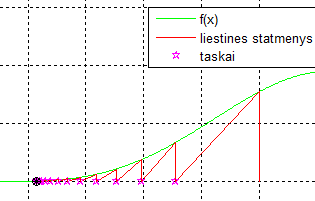 f(x)
liestines statmenys
taskai